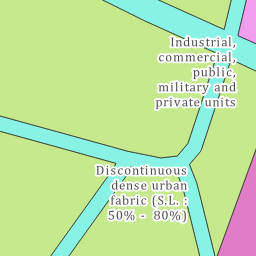 Industrial,
commercial,
public,
military and
private units
Discontinuous
dense urban
fabric (S.L. :
50% -  80%)